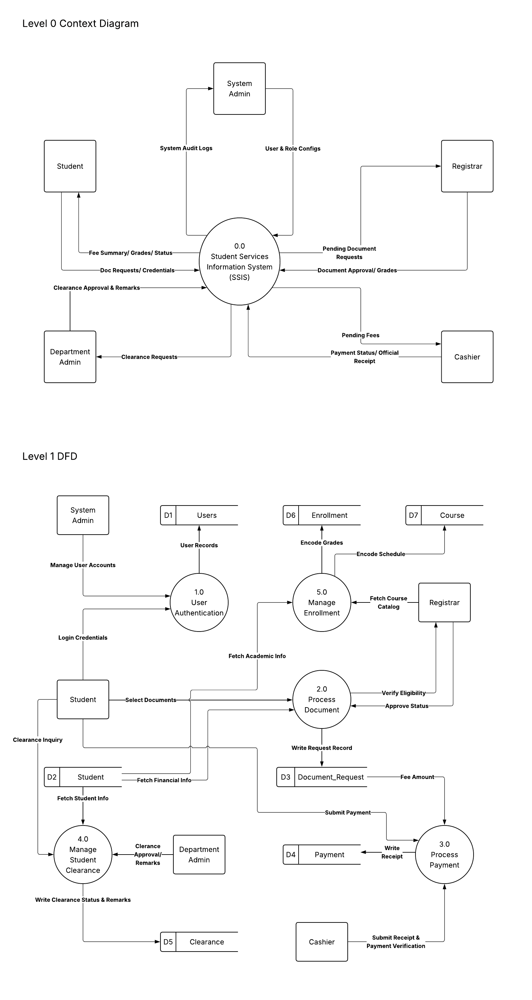 Level 0 Context Diagram
System
Admin
System Audit Logs
User & Role Configs
Student
Registrar
0.0
Student Services
Information System
(SSIS)
Fee Summary/ Grades/ Status
Pending Document
Requests
Doc Requests/ Credentials
Document Approval/ Grades
Clearance Approval & Remarks
Pending Fees
Department
Admin
Clearance Requests
Payment Status/ Official
Receipt
Cashier
Level 1 DFD
System
Admin
D1
Users
D6
Enrollment
D7
Course
User Records
Encode Grades
Encode Schedule
Manage User Accounts
1.0
User
Authentication
5.0
Manage
Enrollment
Fetch Course
Catalog
Registrar
Login Credentials
Fetch Academic Info
Student
Select Documents
2.0
Process
Document
Verify Eligibility
Approve Status
Clearance Inquiry
Write Request Record
D2
Student
Fetch Financial Info
D3
Document_Request
Fee Amount
Fetch Student Info
Submit Payment
4.0
Manage
Student
Clearance
Clerance
Approval/
Remarks
Department
Admin
D4
Payment
Write
Receipt
3.0
Process
Payment
Write Clearance Status & Remarks
D5
Clearance
Cashier
Submit Receipt &
Payment Verification